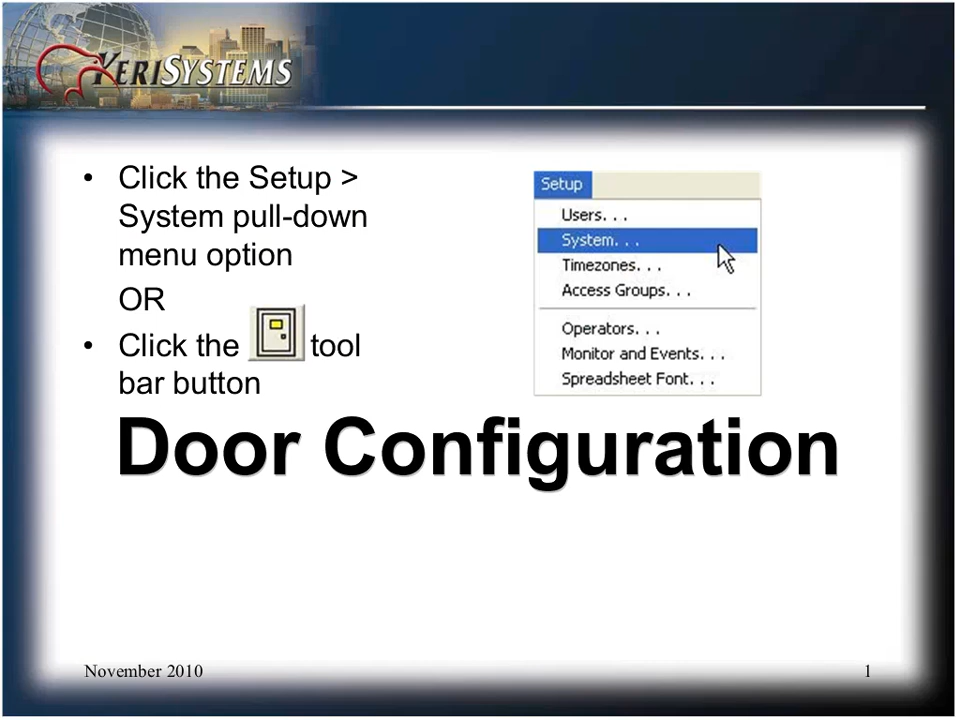 KERISYSTEMS
• Click the Setup >
System pull-down
menu option
OR
• Click the tool
bar button
Setup
Users. . .
System. . .
Timezones. . .
Access Groups. . .
Operators. . .
Monitor and Events. . .
Spreadsheet Font. . .
Door Configuration
November 2010
1